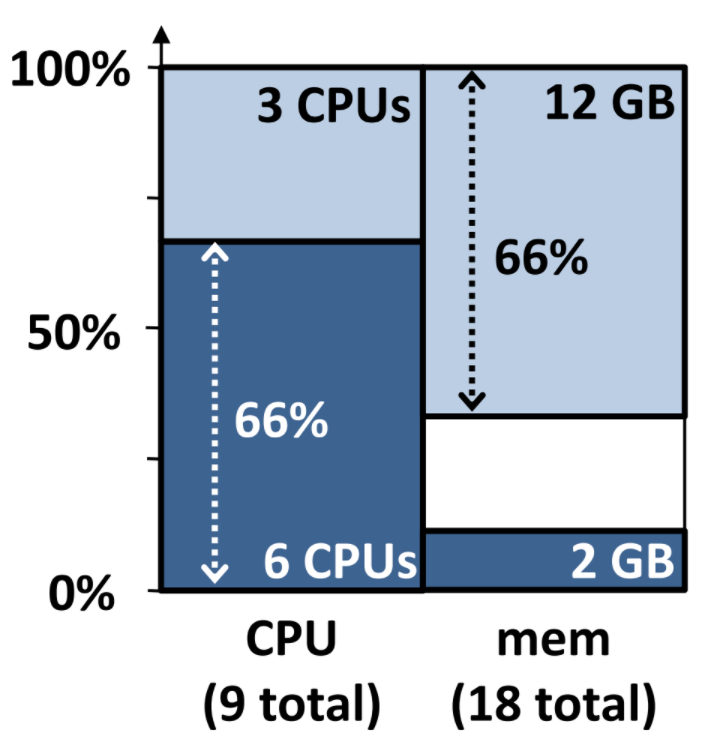 100%
3 CPUs
12 GB
66%
50%
66%
6 CPUs
2 GB
0%
CPU
(9 total)
mem
(18 total)